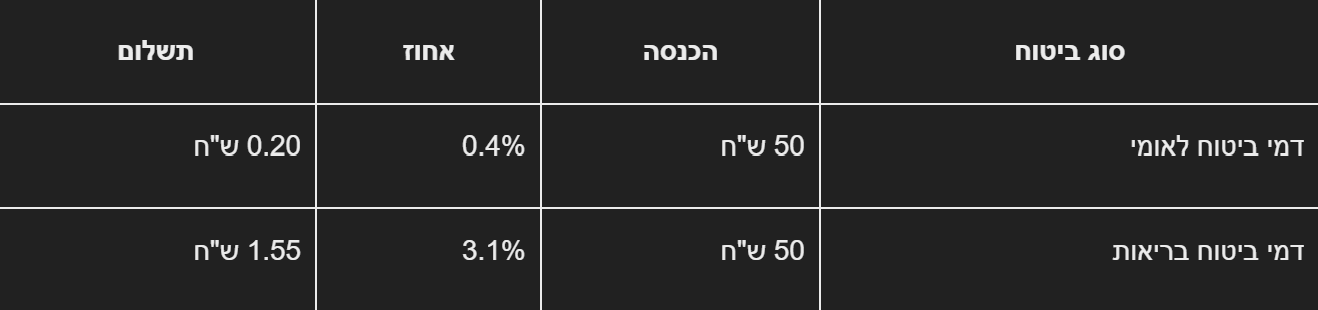 סוג ביטוח הכנסה אחוז תשלום
דמי ביטוח לאומי 50 ש"ח 0.4% 0.20 ש"ח
דמי ביטוח בריאות 50 ש"ח 3.1% 1.55 ש"ח